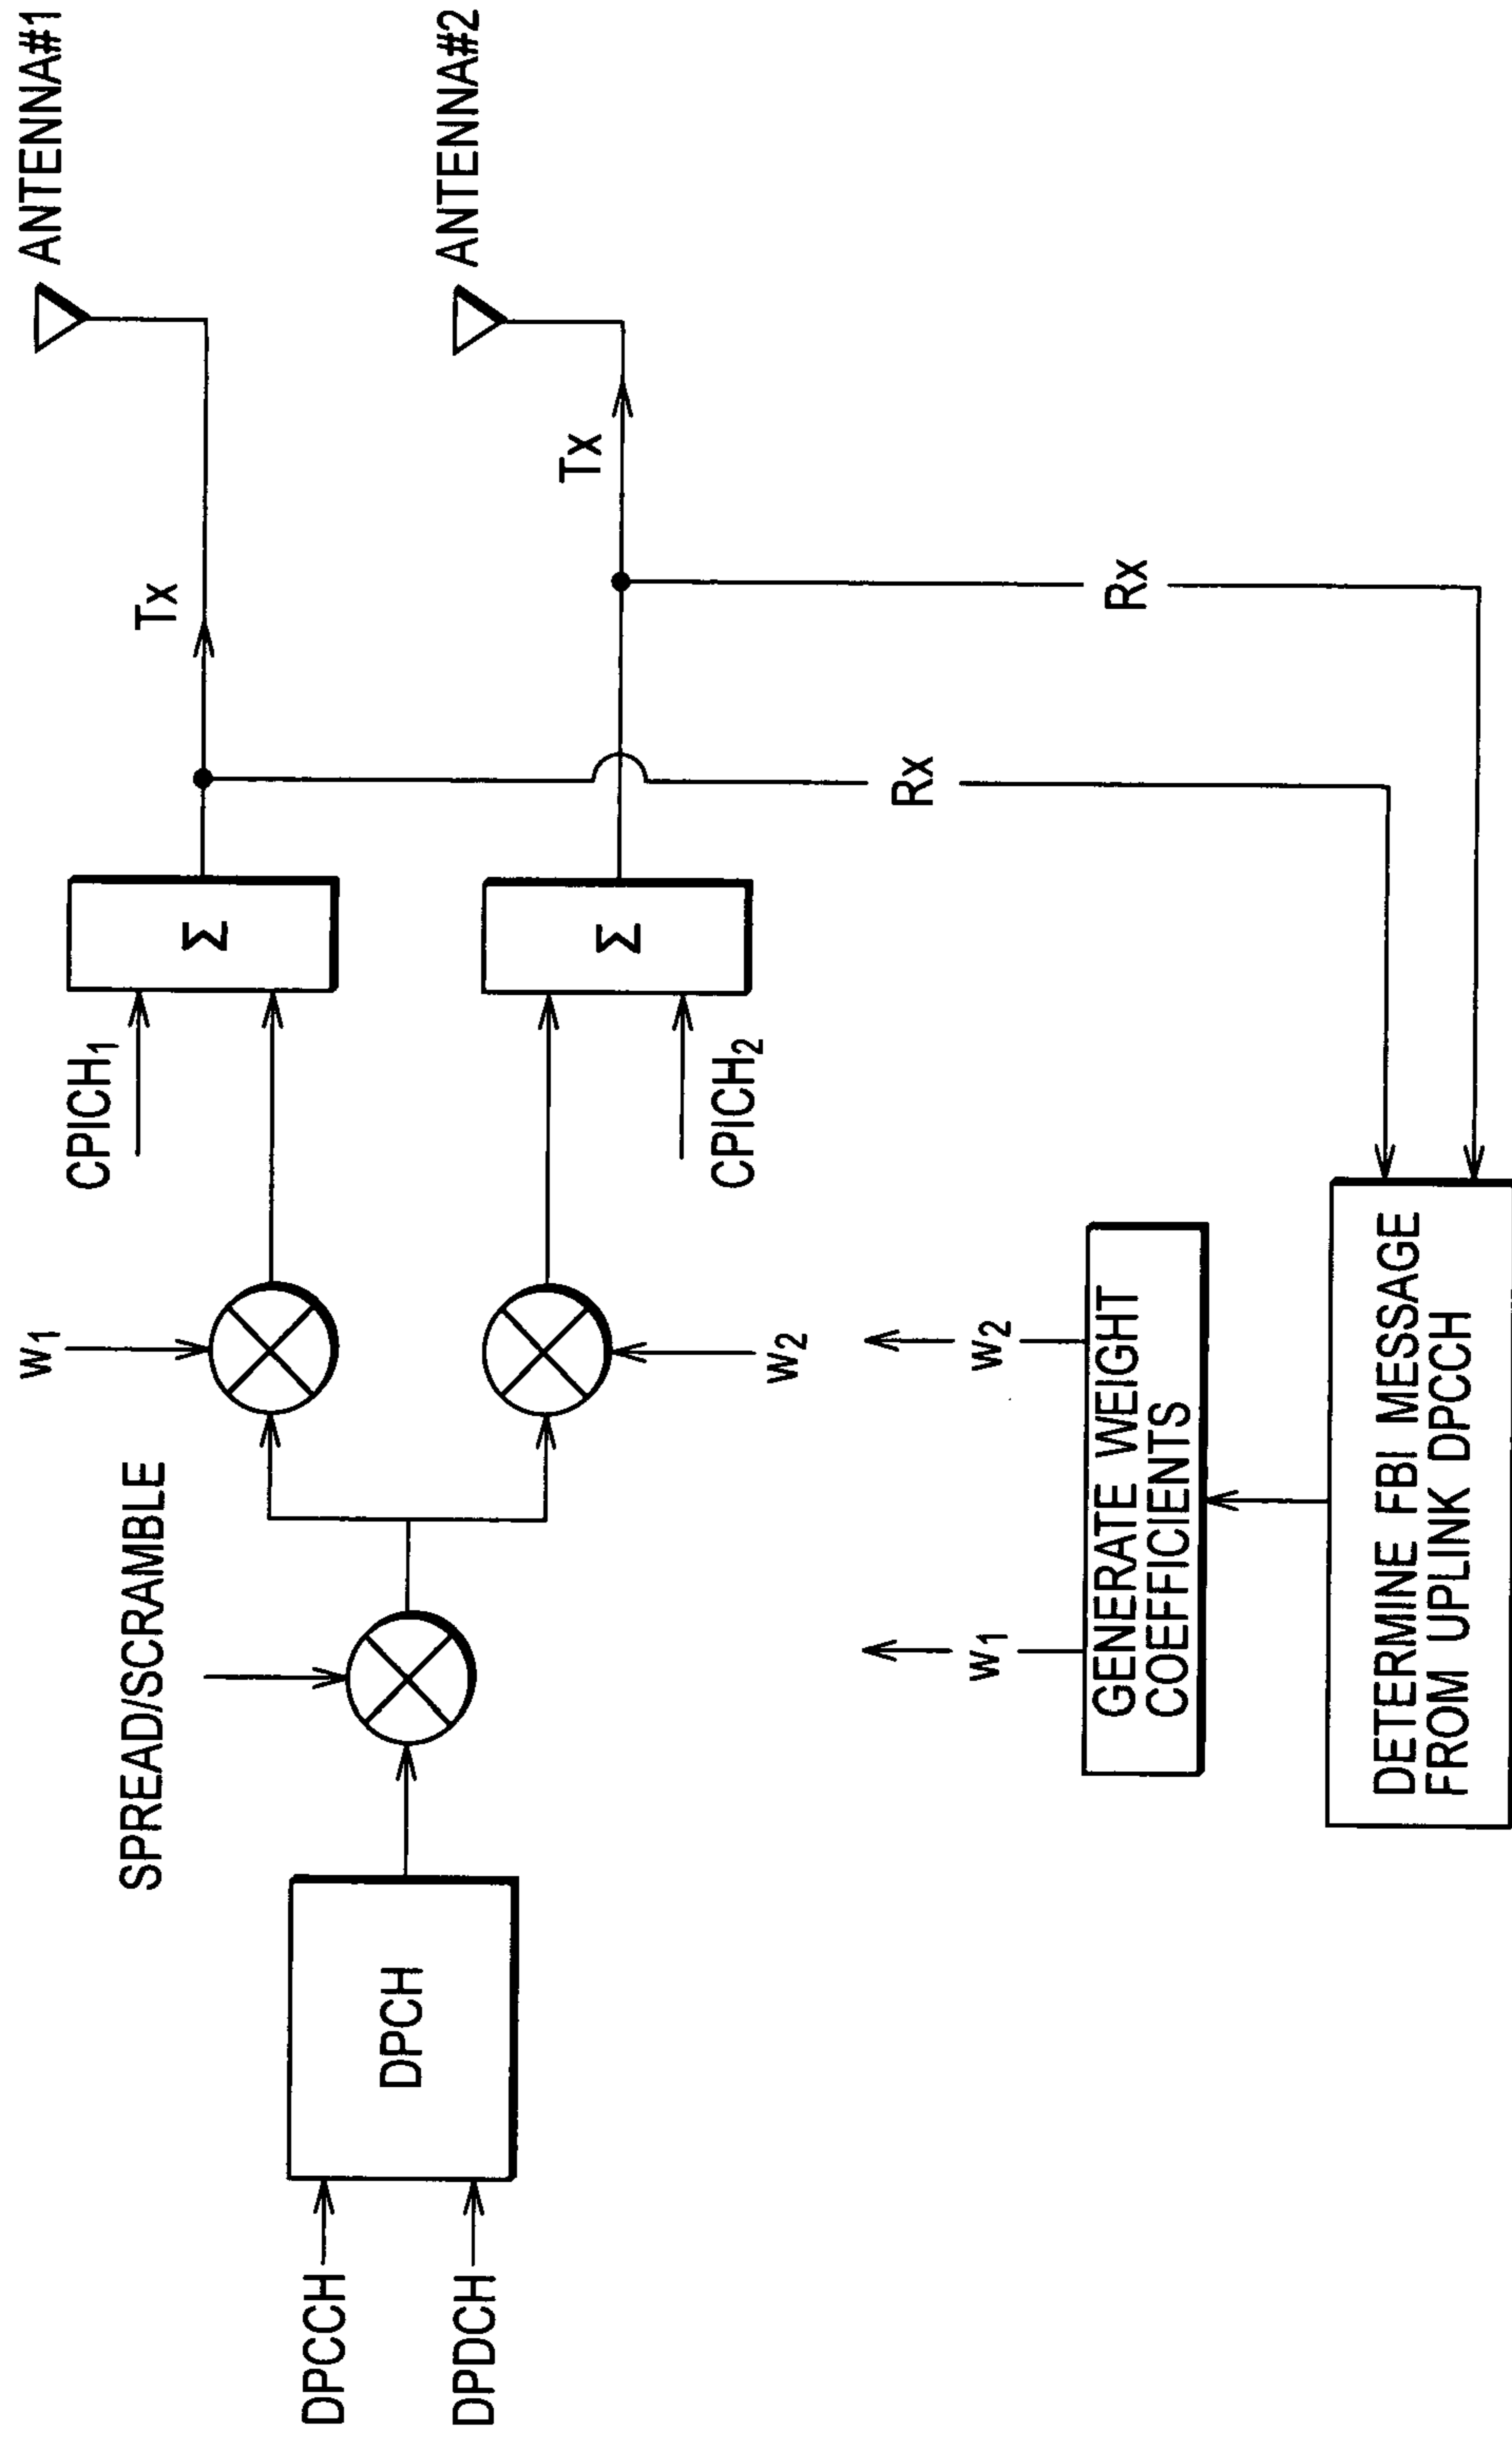 ANTENNA#1
ANTENNA#2
Tx
Tx
Rx
Rx
Σ
Σ
CPICH₁
CPICH₂
W₁
W₂
SPREAD/SCRAMBLE
DPCH
DPCCH
DPDCH
W₁
W₂
GENERATE WEIGHT
COEFFICIENTS
DETERMINE FBI MESSAGE
FROM UPLINK DPCCH